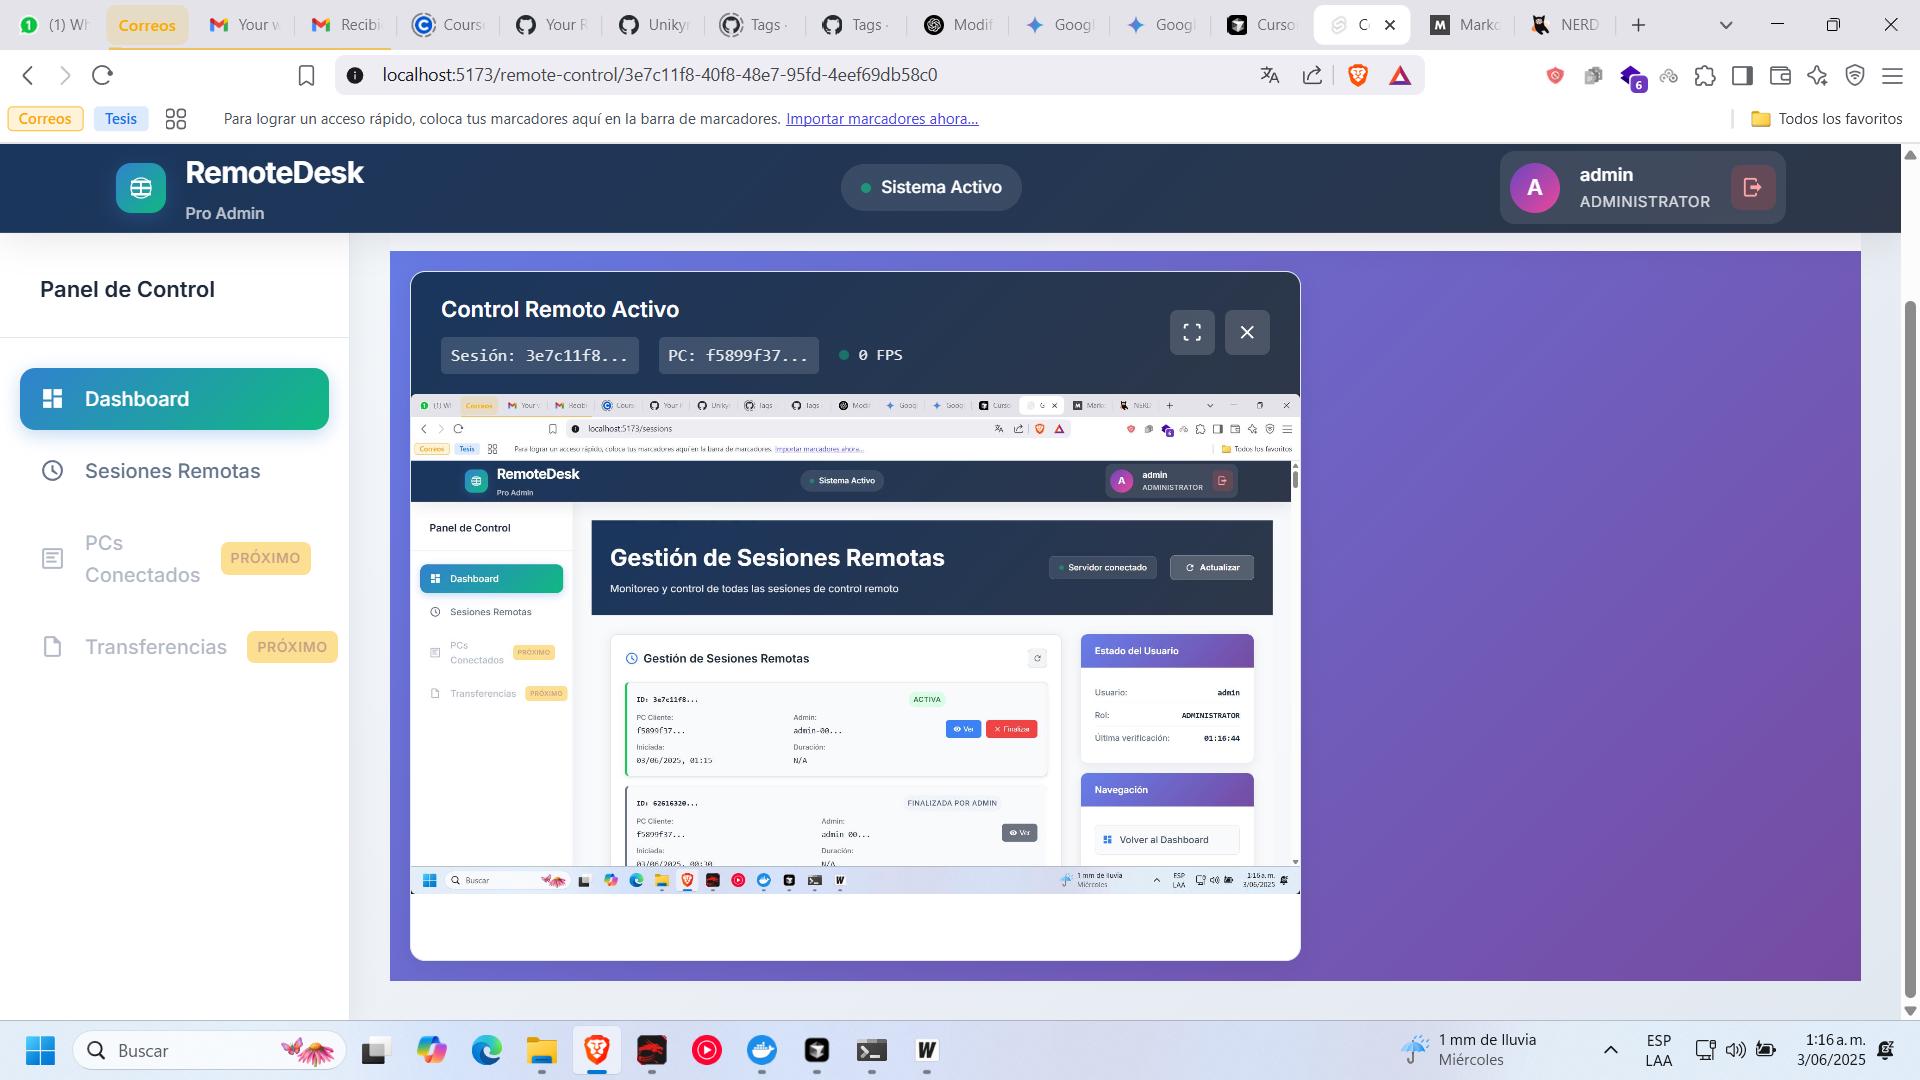 (1) Wh
Correos
Your w
Recibi
Cours
Your R
Uniky
Tags ·
Tags ·
Modif
Googl
Googl
Curso
C
Marko
NERD
localhost:5173/remote-control/3e7c11f8-40f8-48e7-95fd-4eef69db58c0
6
Correos
Tesis
Para lograr un acceso rápido, coloca tus marcadores aquí en la barra de marcadores. Importar marcadores ahora...
Todos los favoritos
RemoteDesk
Pro Admin
Sistema Activo
A
admin
ADMINISTRATOR
Panel de Control
Dashboard
Sesiones Remotas
PCs
Conectados
PRÓXIMO
Transferencias
PRÓXIMO
Control Remoto Activo
Sesión: 3e7c11f8...
PC: f5899f37...
0 FPS
Correos
localhost:5173/sessions
Correos
Tesis
Para lograr un acceso rápido, coloca tus marcadores aquí en la barra de marcadores. Importar marcadores ahora...
Todos los favoritos
RemoteDesk
Pro Admin
Sistema Activo
A
admin
ADMINISTRATOR
Panel de Control
Dashboard
Sesiones Remotas
PCs
Conectados
PRÓXIMO
Transferencias
PRÓXIMO
Gestión de Sesiones Remotas
Monitoreo y control de todas las sesiones de control remoto
Servidor conectado
Actualizar
Gestión de Sesiones Remotas
ID: 3e7c11f8...
ACTIVA
PC Cliente:
f5899f37...
Admin:
admin-00...
Ver
Finalizar
Iniciada:
03/06/2025, 01:15
Duración:
N/A
ID: 62616320...
FINALIZADA POR ADMIN
PC Cliente:
f5899f37...
Admin:
admin-00...
Ver
Iniciada:
03/06/2025, 00:30
Duración:
N/A
Estado del Usuario
Usuario:
admin
Rol:
ADMINISTRATOR
Última verificación:
01:16:44
Navegación
Volver al Dashboard
Buscar
1 mm de lluvia
Miércoles
ESP
LAA
1:16 a. m.
3/06/2025
Buscar
1 mm de lluvia
Miércoles
ESP
LAA
1:16 a. m.
3/06/2025